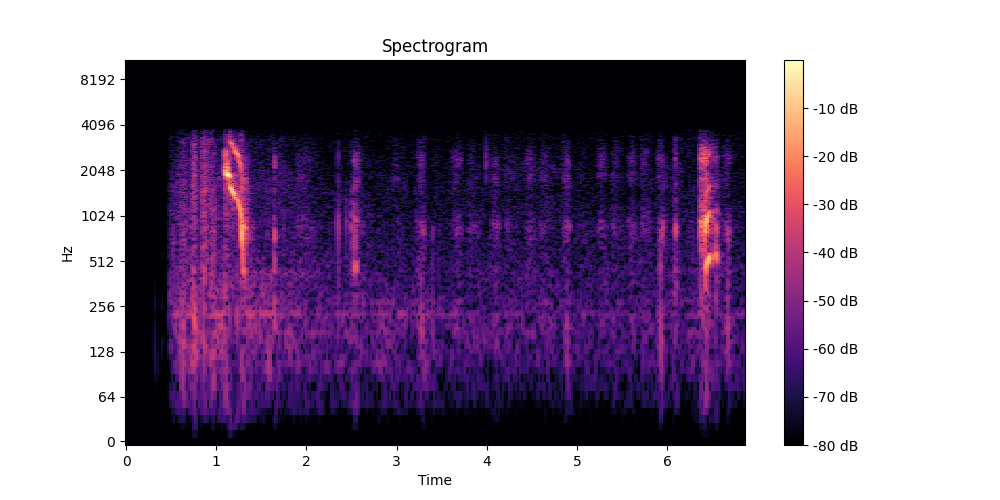 Spectrogram
8192
4096
2048
1024
512
256
128
64
0
Hz
0 1 2 3 4 5 6
Time
-10 dB
-20 dB
-30 dB
-40 dB
-50 dB
-60 dB
-70 dB
-80 dB